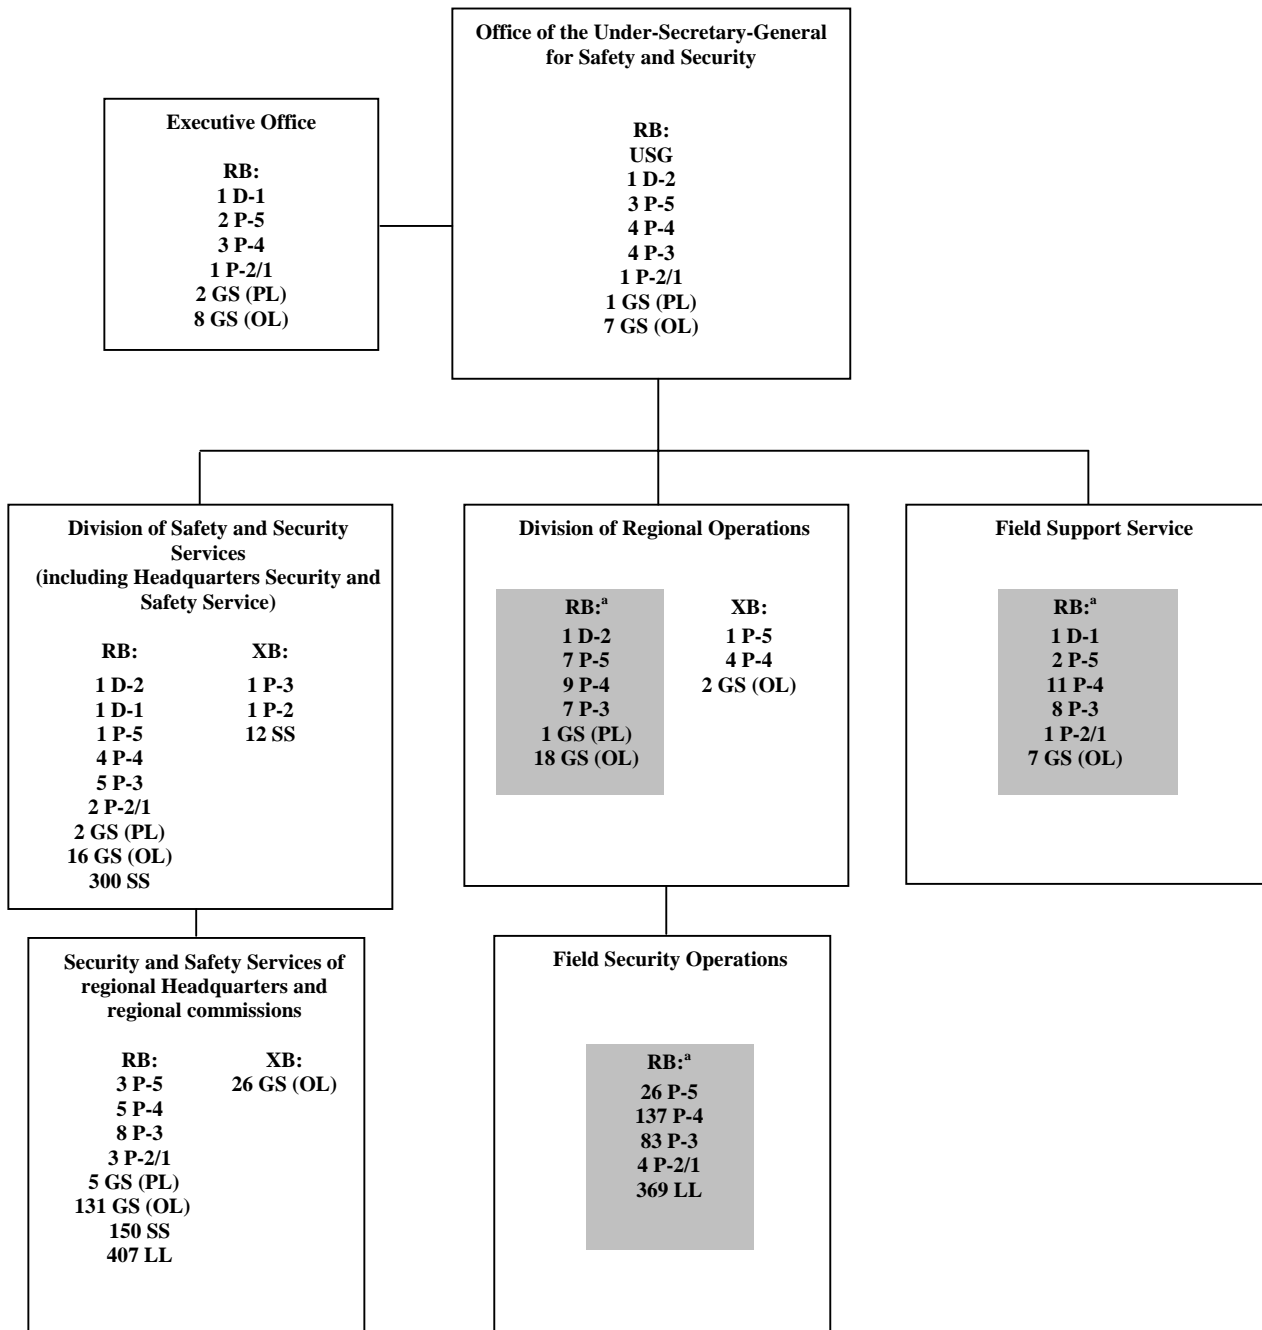 Office of the Under-Secretary-General
for Safety and Security
RB:
USG
1 D-2
3 P-5
4 P-4
4 P-3
1 P-2/1
1 GS (PL)
7 GS (OL)
Executive Office
RB:
1 D-1
2 P-5
3 P-4
1 P-2/1
2 GS (PL)
8 GS (OL)
Division of Safety and Security
Services
(including Headquarters Security and
Safety Service)
RB:
1 D-2
1 D-1
1 P-5
4 P-4
5 P-3
2 P-2/1
2 GS (PL)
16 GS (OL)
300 SS
XB:
1 P-3
1 P-2
12 SS
Division of Regional Operations
RB:a
1 D-2
7 P-5
9 P-4
7 P-3
1 GS (PL)
18 GS (OL)
XB:
1 P-5
4 P-4
2 GS (OL)
Field Support Service
RB:a
1 D-1
2 P-5
11 P-4
8 P-3
1 P-2/1
7 GS (OL)
Security and Safety Services of
regional Headquarters and
regional commissions
RB:
3 P-5
5 P-4
8 P-3
3 P-2/1
5 GS (PL)
131 GS (OL)
150 SS
407 LL
XB:
26 GS (OL)
Field Security Operations
RB:a
26 P-5
137 P-4
83 P-3
4 P-2/1
369 LL